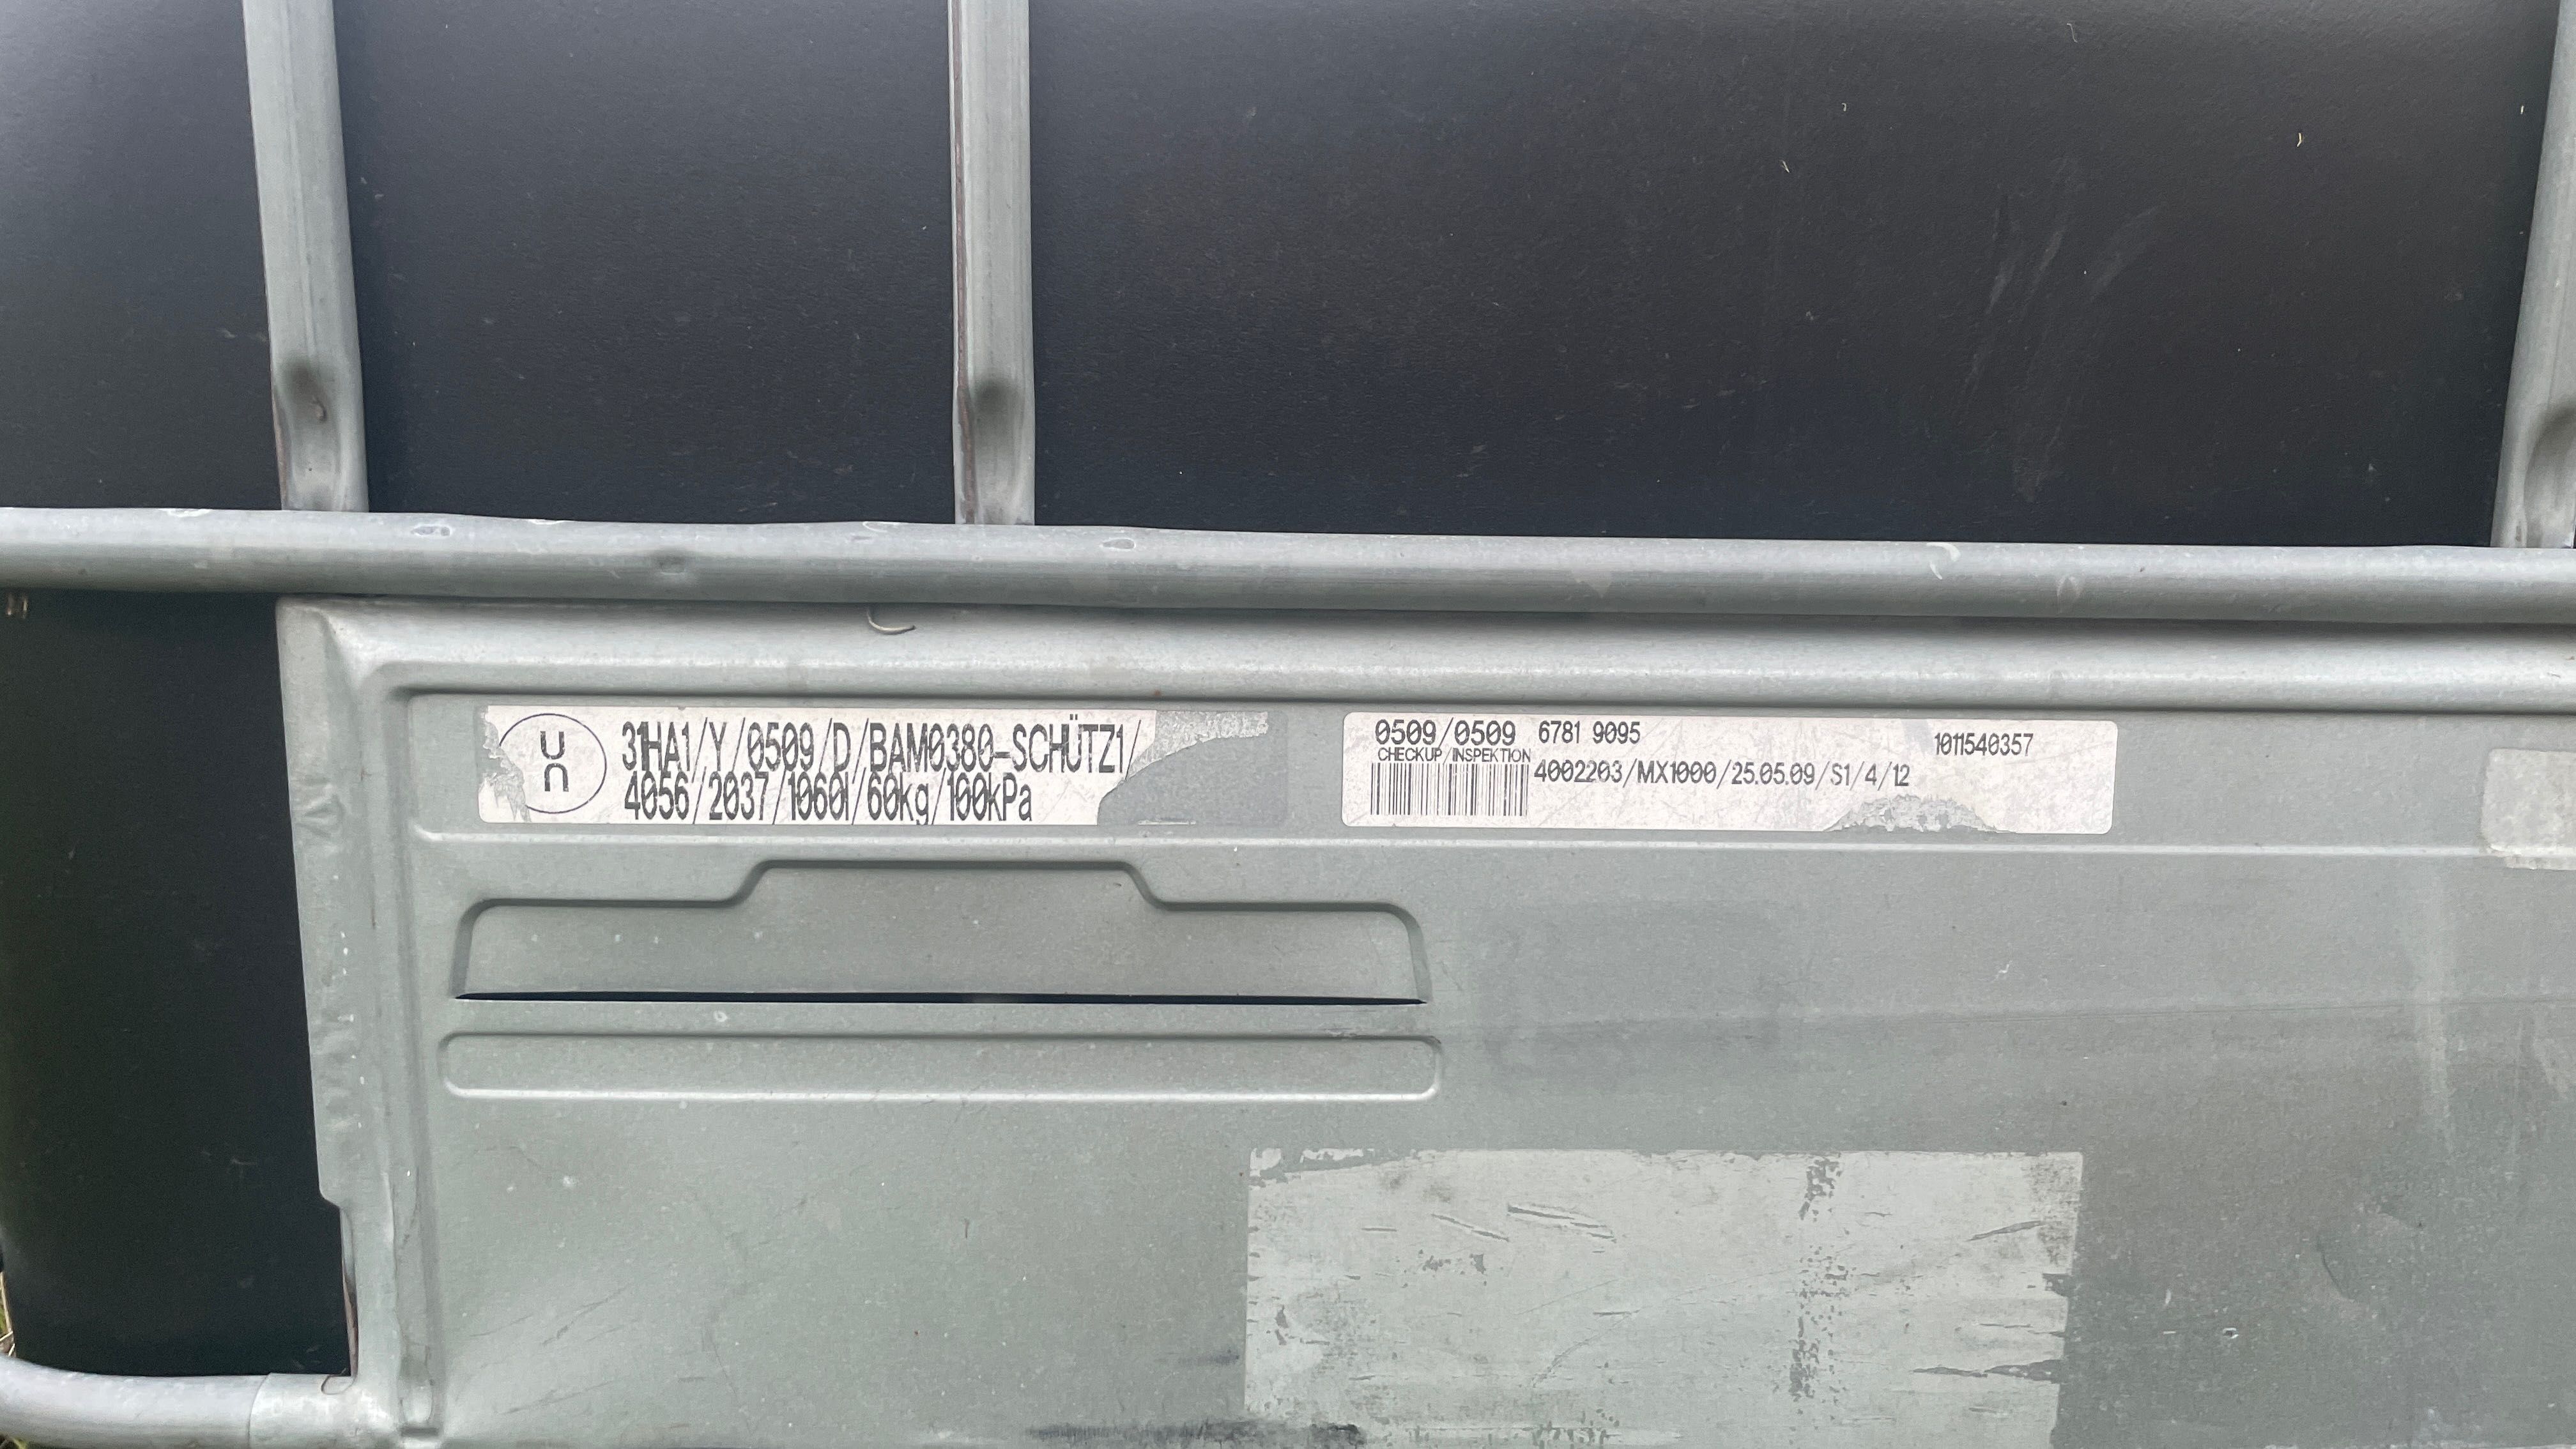 un
31HA1/Y/0509/D/BAM0380-SCHÜTZ1/
4056/2037/1060l/60kg/100kPa
0509/0509 6781 9095
1011540357
CHECKUP/INSPEKTION
4002203/MX1000/25.05.09/S1/4/12